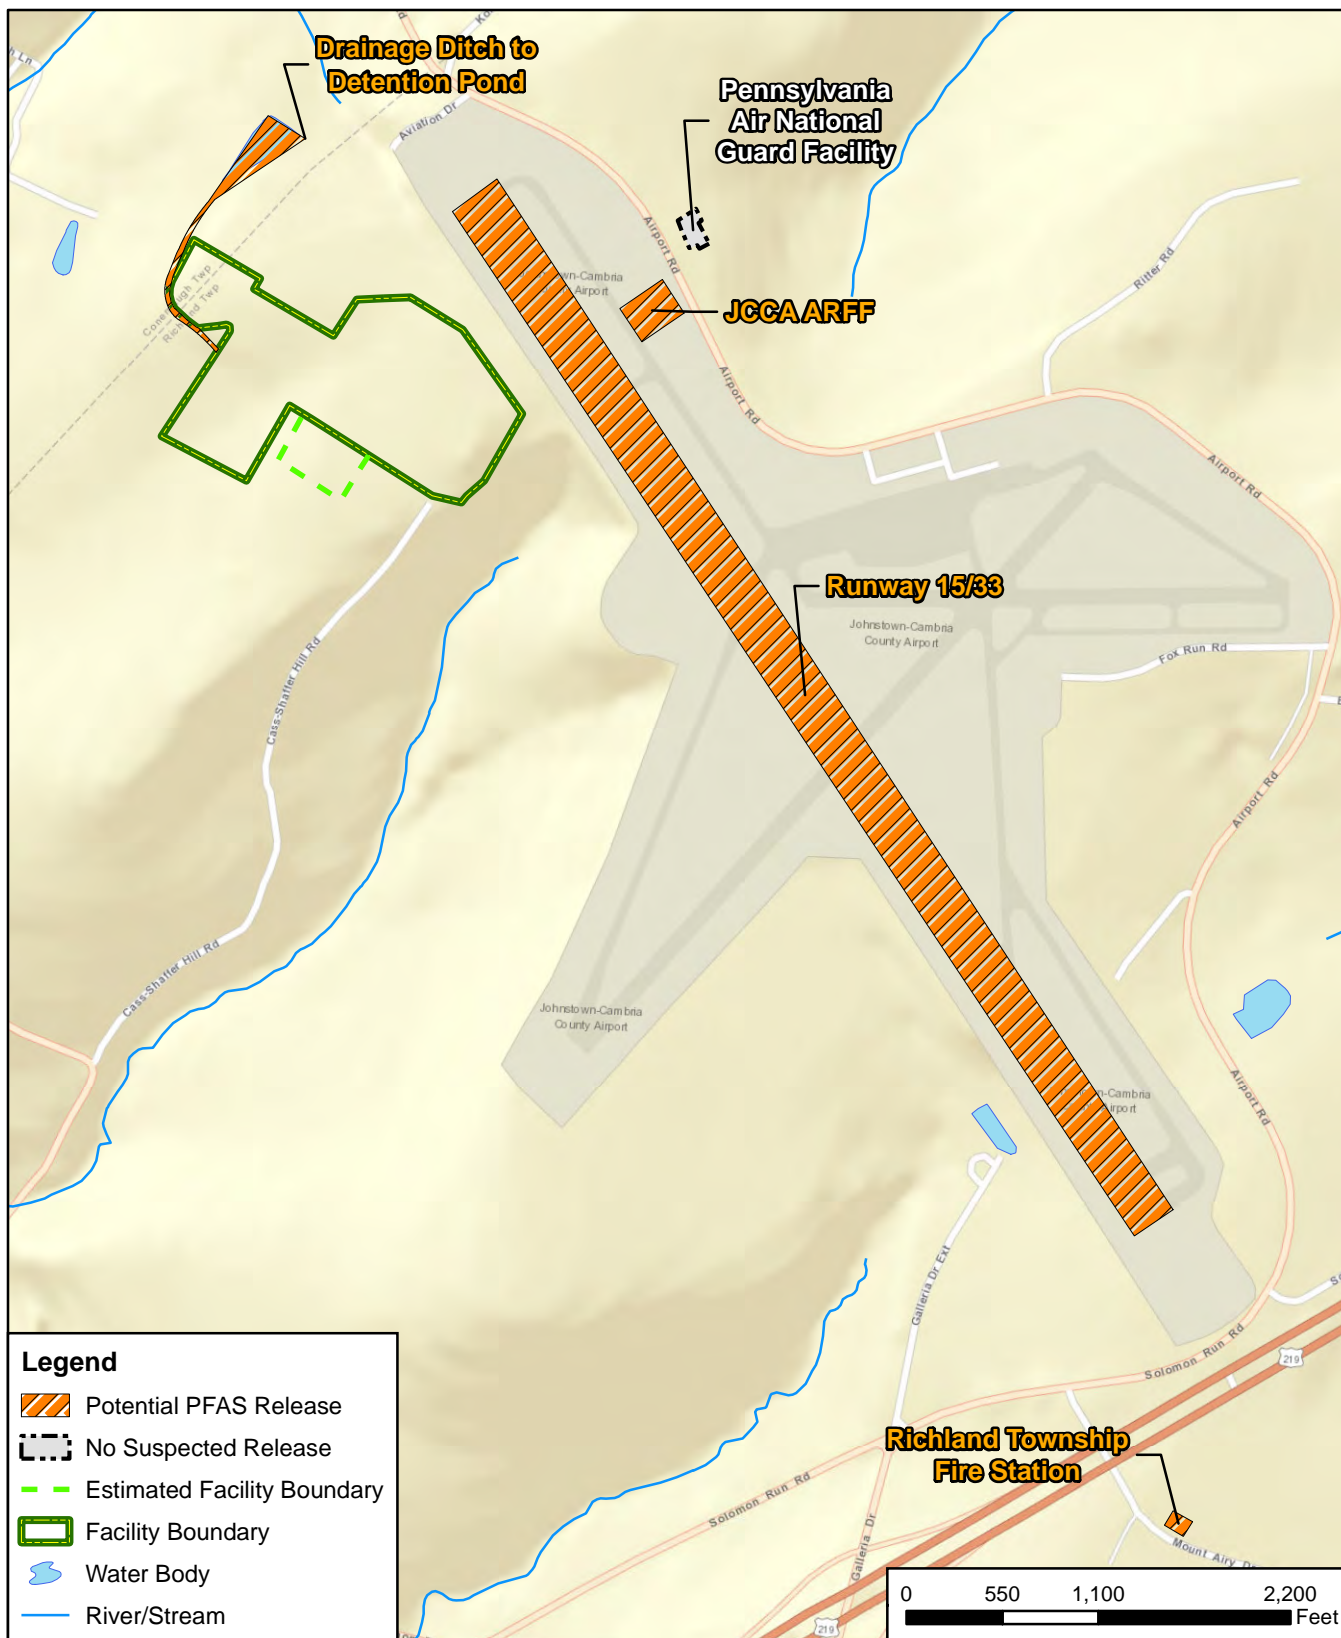 Drainage Ditch to
Detention Pond
Pennsylvania
Air National
Guard Facility
Aviation Dr
Airport Rd
JCCA ARFF
Ritter Rd
Conemaugh Twp
Richland Twp
Airport Rd
Airport Rd
Runway 15/33
Johnstown-Cambria
County Airport
Fox Run Rd
Cass-Shaffer Hill Rd
Airport Rd
Cass-Shaffer Hill Rd
Johnstown-Cambria
County Airport
Airport Rd
Galleria Dr Ext
Solomon Run Rd
219
Richland Township
Fire Station
Solomon Run Rd
Galleria Dr
Mount Airy Dr
219
Legend
Potential PFAS Release
No Suspected Release
Estimated Facility Boundary
Facility Boundary
Water Body
River/Stream
0 550 1,100 2,200
Feet